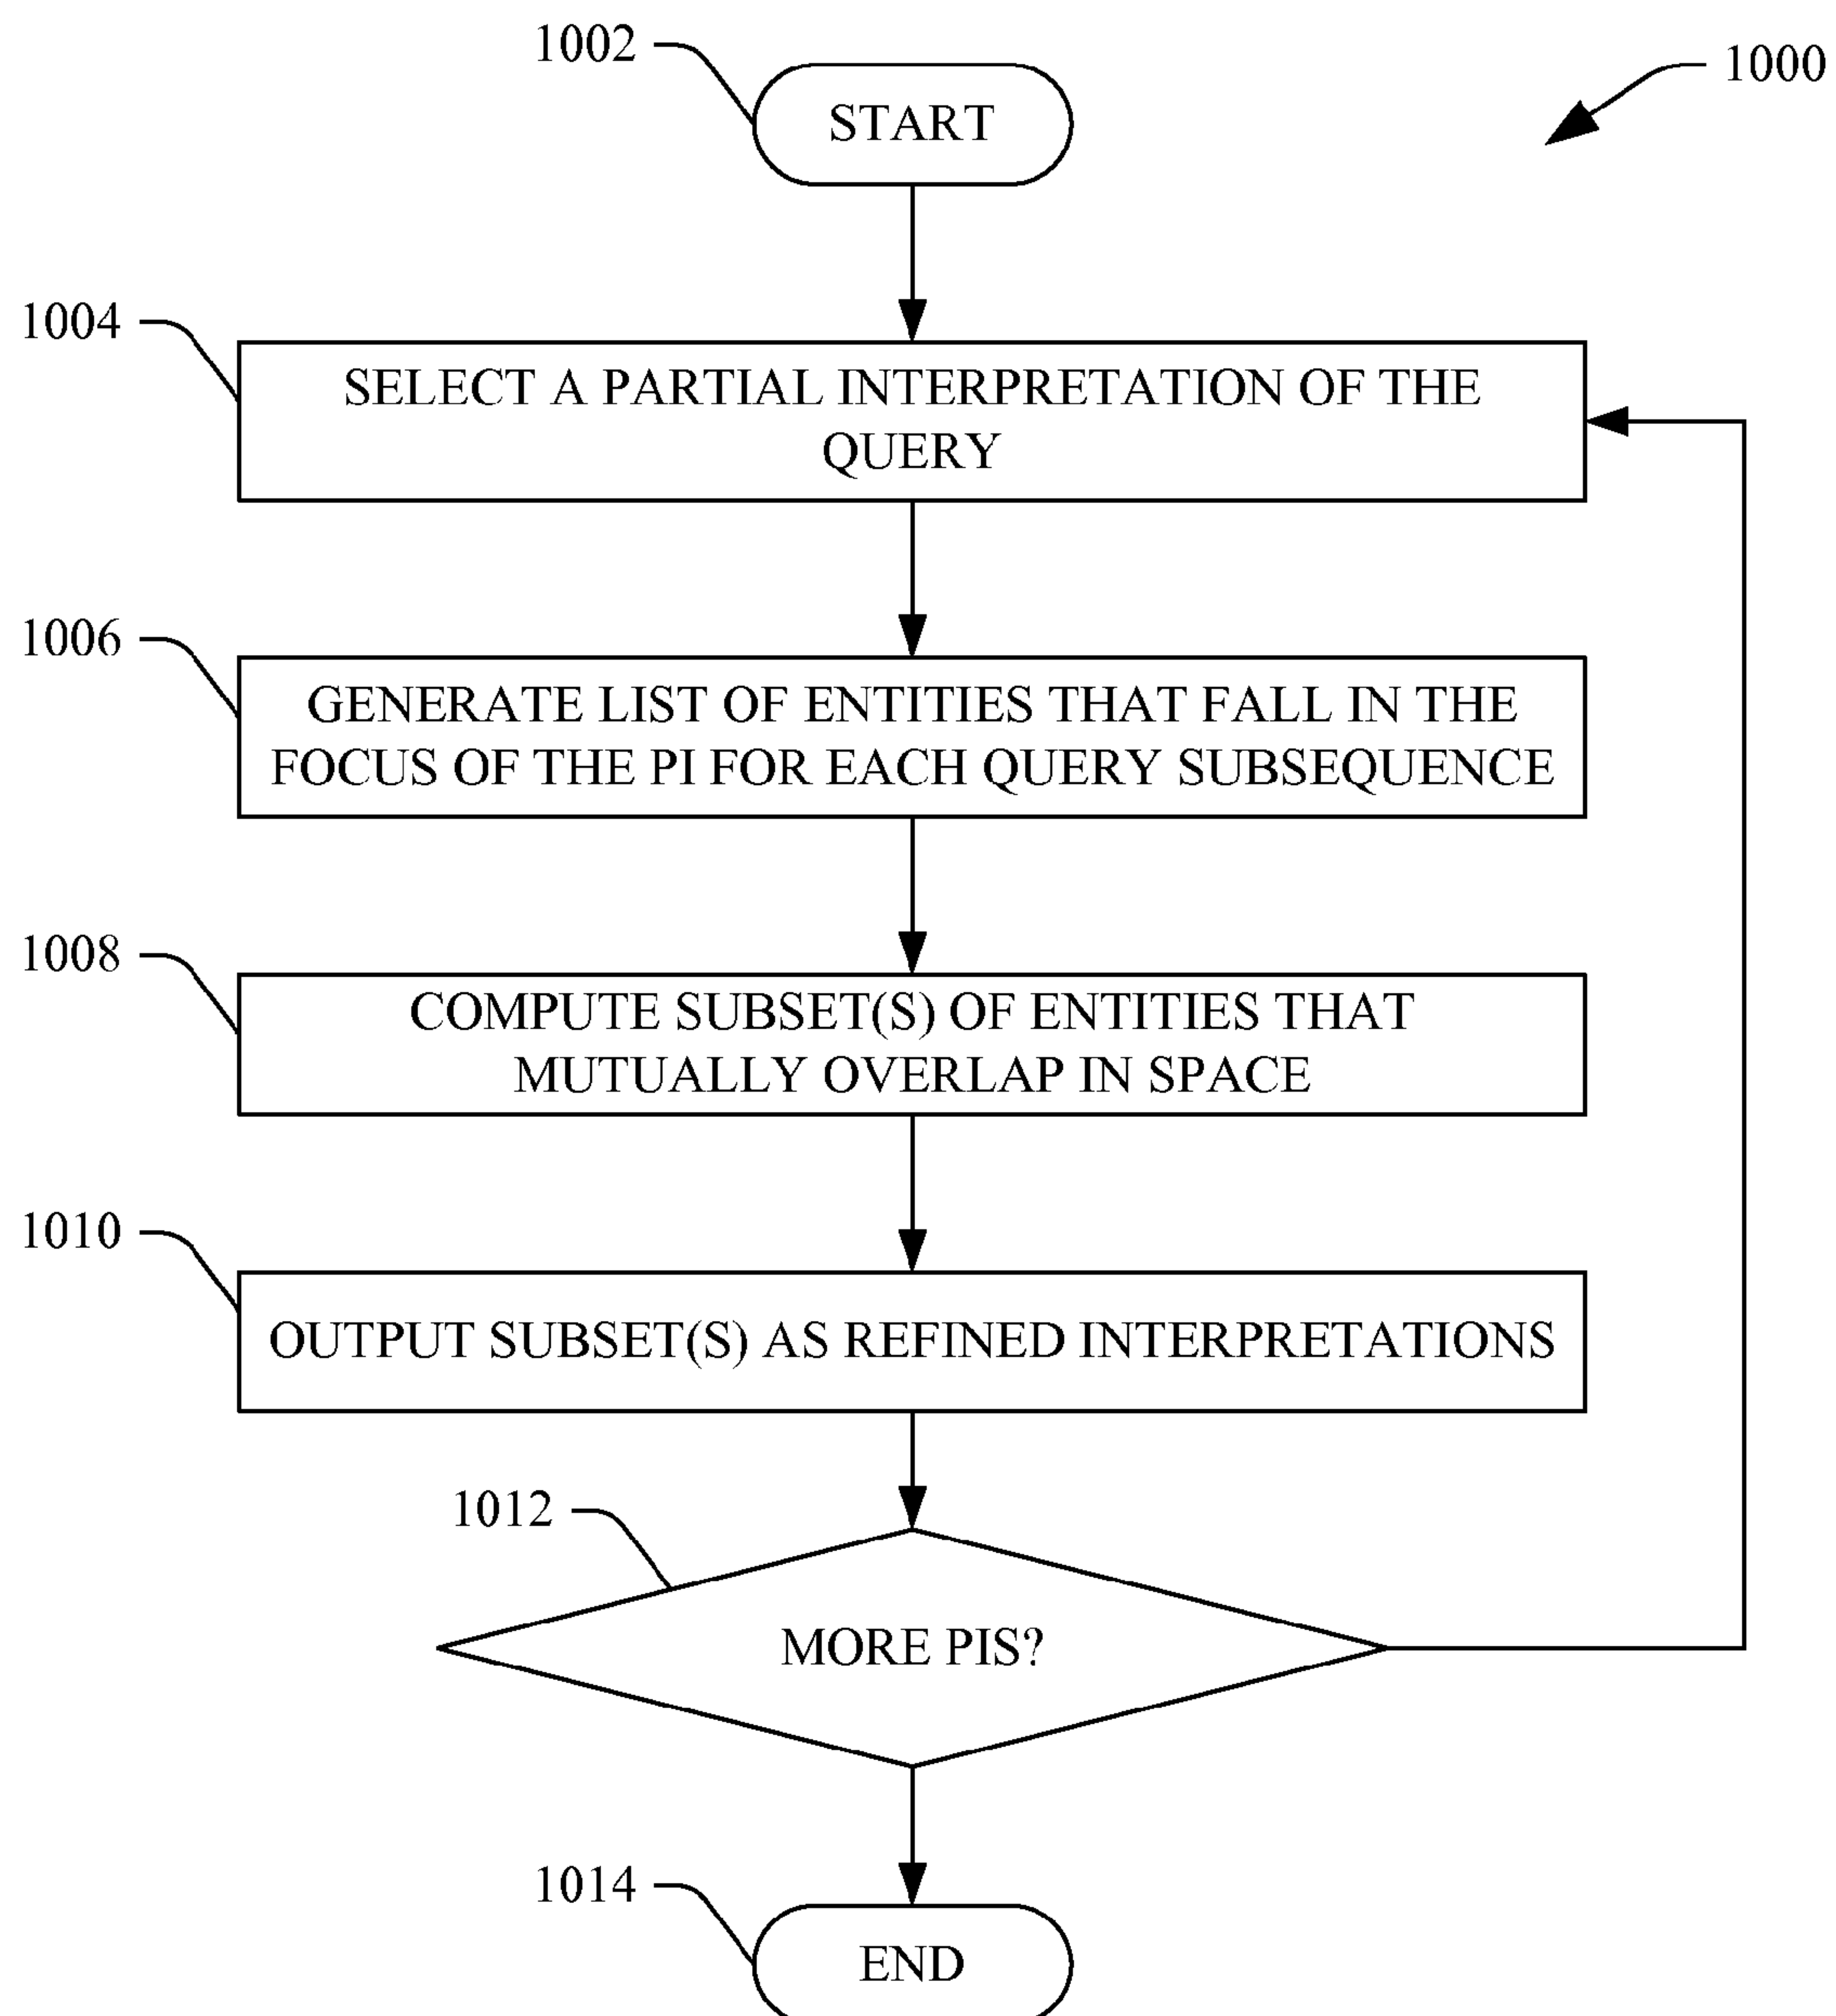 1002
1000
START
1004
SELECT A PARTIAL INTERPRETATION OF THE
QUERY
1006
GENERATE LIST OF ENTITIES THAT FALL IN THE
FOCUS OF THE PI FOR EACH QUERY SUBSEQUENCE
1008
COMPUTE SUBSET(S) OF ENTITIES THAT
MUTUALLY OVERLAP IN SPACE
1010
OUTPUT SUBSET(S) AS REFINED INTERPRETATIONS
1012
MORE PIS?
1014
END